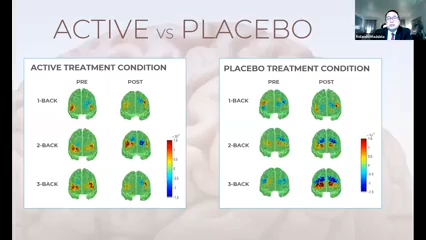 ACTIVE vs PLACEBO
ACTIVE TREATMENT CONDITION
PRE
POST
1-BACK
2-BACK
3-BACK
PLACEBO TREATMENT CONDITION
PRE
POST
1-BACK
2-BACK
3-BACK